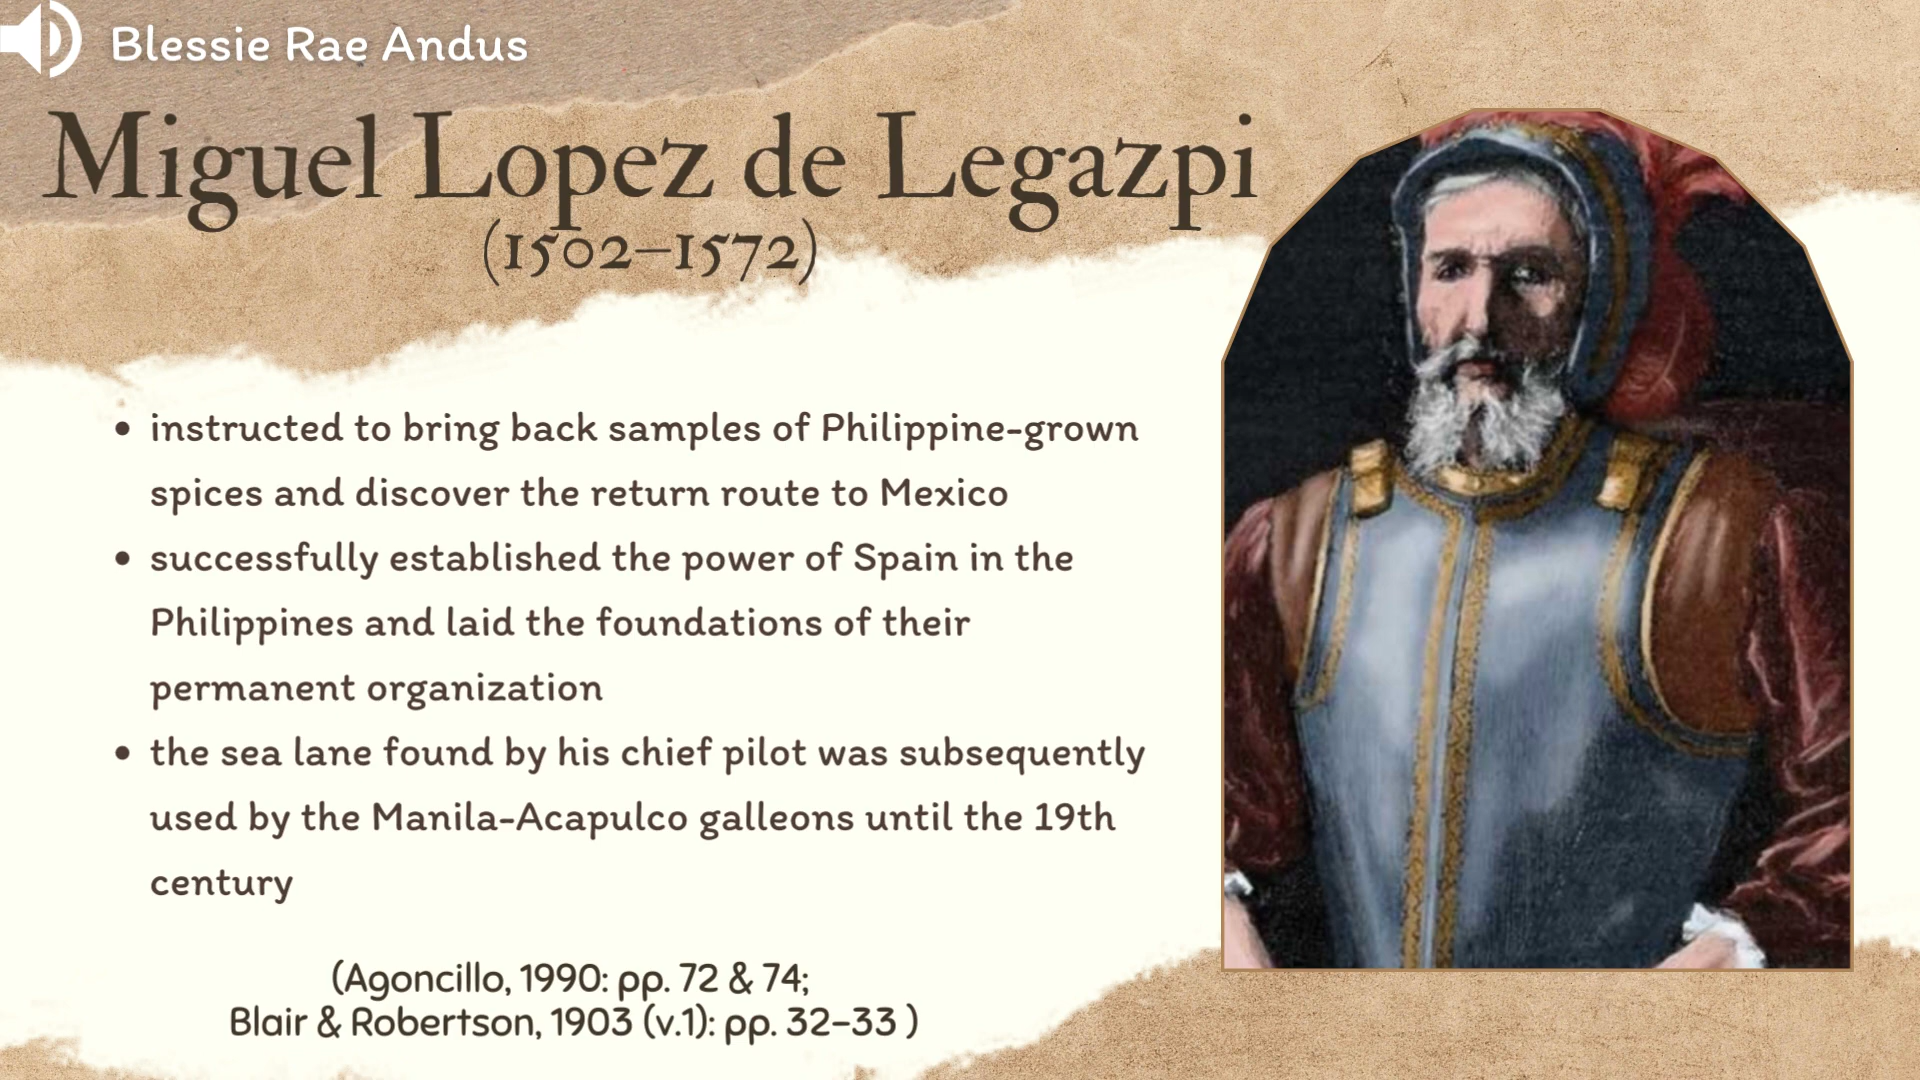 Blessie Rae Andus
Miguel Lopez de Legazpi
(1502–1572)
• instructed to bring back samples of Philippine-grown
spices and discover the return route to Mexico
• successfully established the power of Spain in the
Philippines and laid the foundations of their
permanent organization
• the sea lane found by his chief pilot was subsequently
used by the Manila-Acapulco galleons until the 19th
century
(Agoncillo, 1990: pp. 72 & 74;
Blair & Robertson, 1903 (v.1): pp. 32-33 )